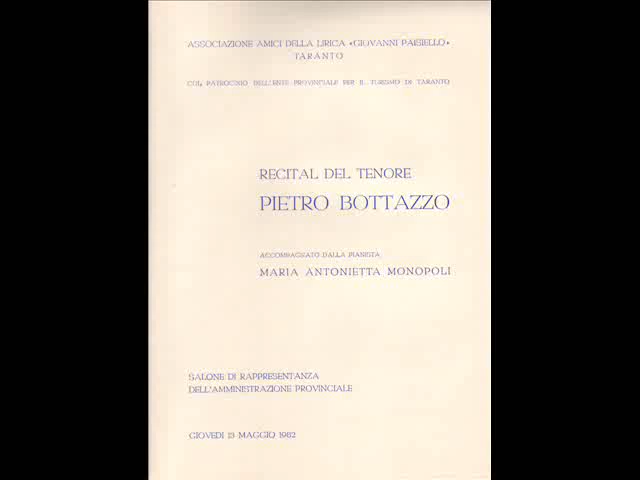 ASSOCIAZIONE AMICI DELLA LIRICA «GIOVANNI PAISIELLO»
TARANTO
COL PATROCINIO DELL'ENTE PROVINCIALE PER IL TURISMO DI TARANTO
RECITAL DEL TENORE
PIETRO BOTTAZZO
ACCOMPAGNATO DALLA PIANISTA
MARIA ANTONIETTA MONOPOLI
SALONE DI RAPPRESENTANZA
DELL'AMMINISTRAZIONE PROVINCIALE
GIOVEDI 13 MAGGIO 1982